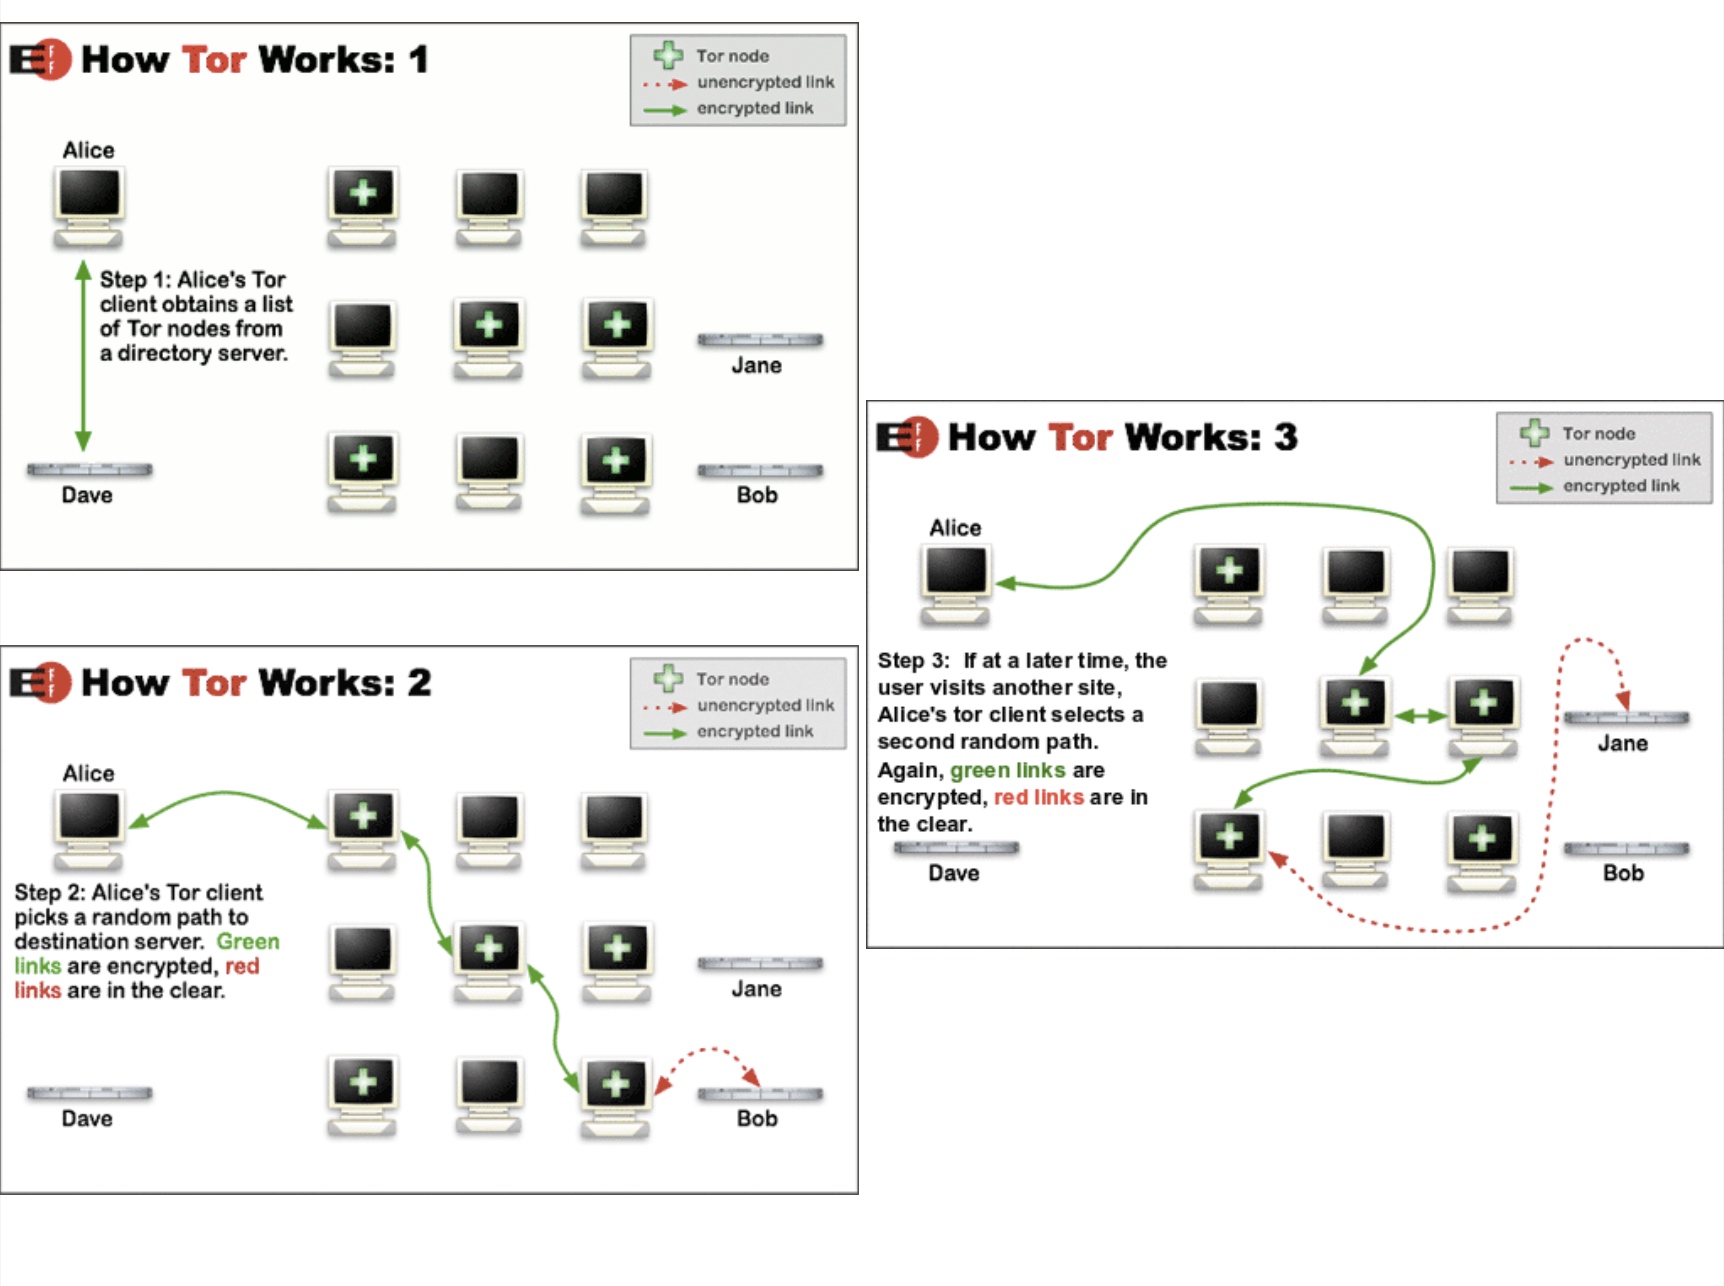 EFF How Tor Works: 1
Tor node
unencrypted link
encrypted link
Alice
Step 1: Alice's Tor
client obtains a list
of Tor nodes from
a directory server.
Jane
Dave
Bob
EFF How Tor Works: 2
Tor node
unencrypted link
encrypted link
Alice
Step 2: Alice's Tor client
picks a random path to
destination server. Green
links are encrypted, red
links are in the clear.
Jane
Dave
Bob
EFF How Tor Works: 3
Tor node
unencrypted link
encrypted link
Alice
Step 3: If at a later time, the
user visits another site,
Alice's tor client selects a
second random path.
Again, green links are
encrypted, red links are in
the clear.
Jane
Dave
Bob